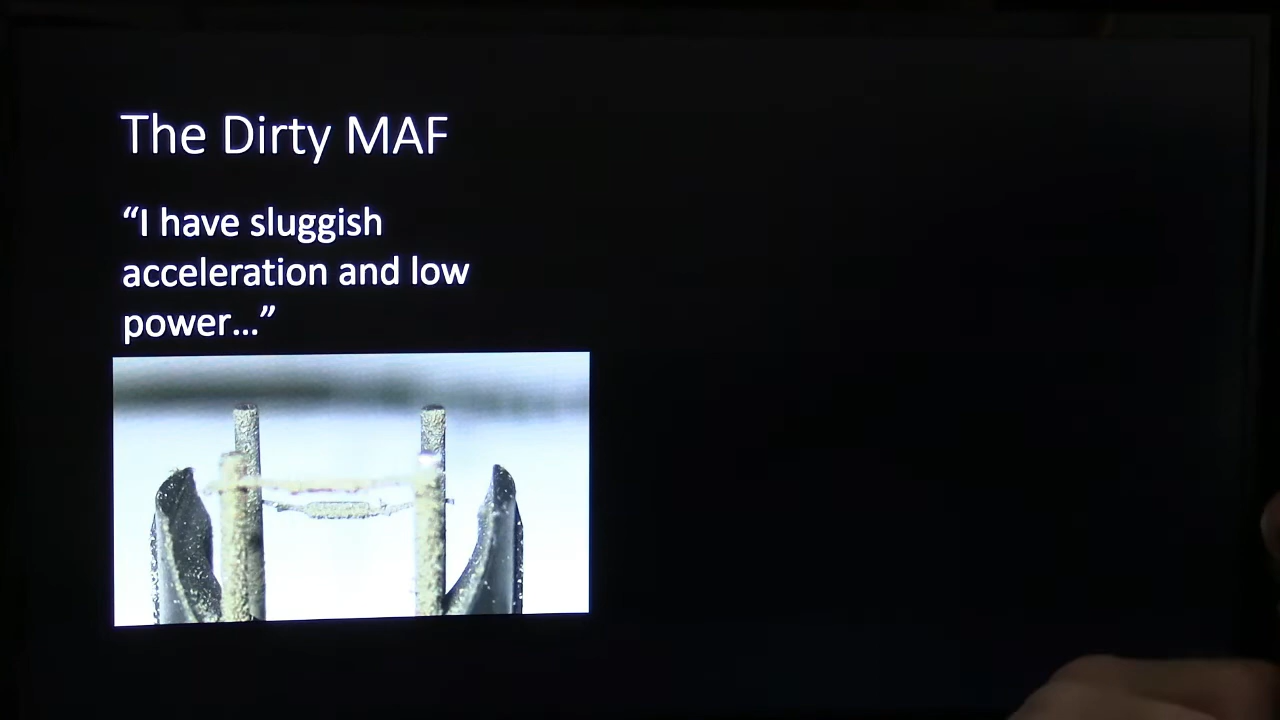 The Dirty MAF
“I have sluggish
acceleration and low
power…”